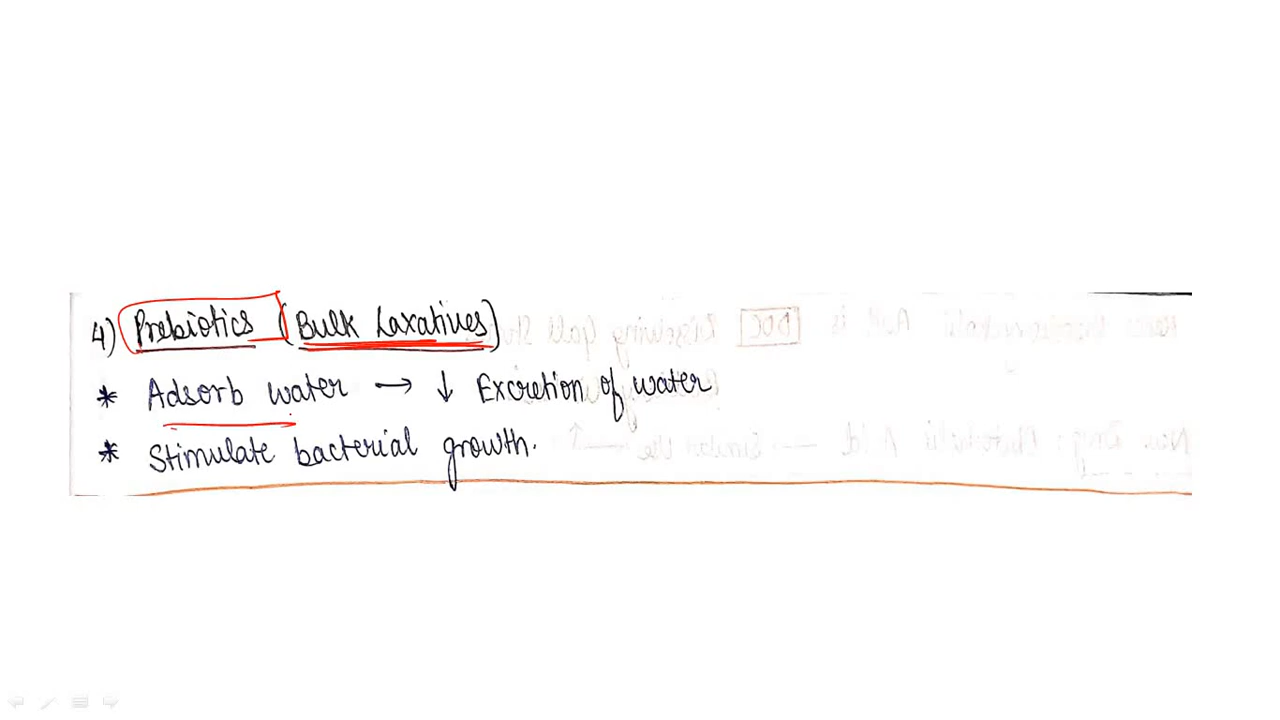 4) Prebiotics (Bulk Laxatives)
* Adsorb water → ↓ Excretion of water
* Stimulate bacterial growth.